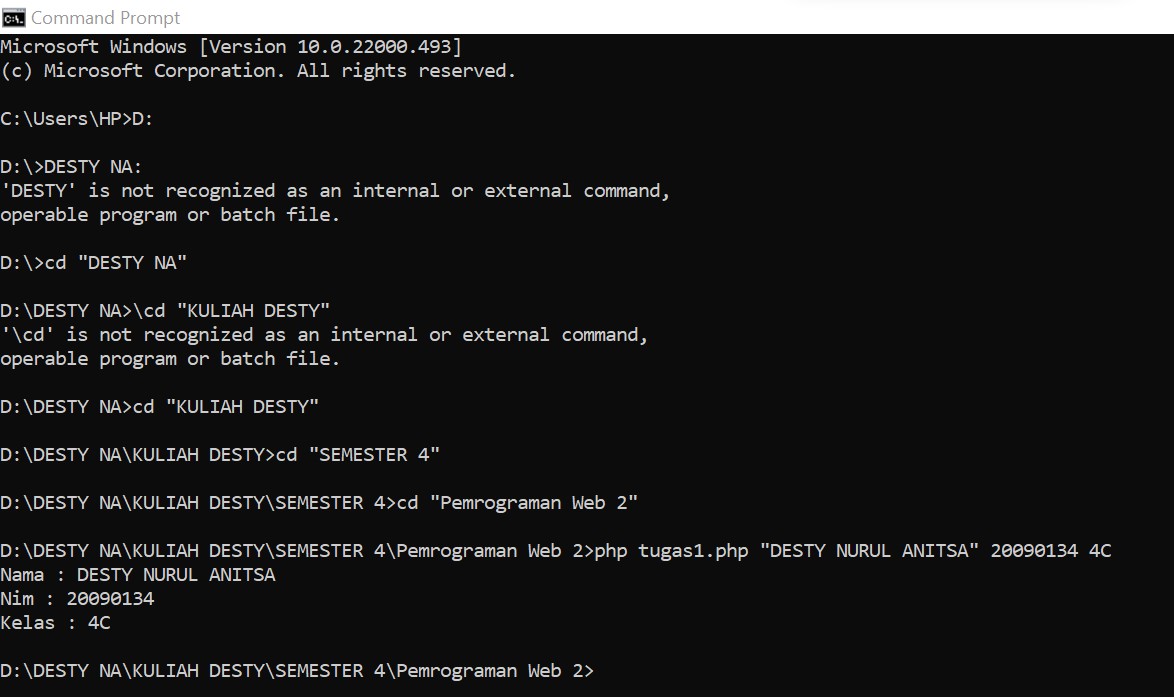 Command Prompt
Microsoft Windows [Version 10.0.22000.493]
(c) Microsoft Corporation. All rights reserved.
C:\Users\HP>D:
D:\>DESTY NA:
'DESTY' is not recognized as an internal or external command,
operable program or batch file.
D:\>cd "DESTY NA"
D:\DESTY NA>\cd "KULIAH DESTY"
'\cd' is not recognized as an internal or external command,
operable program or batch file.
D:\DESTY NA>cd "KULIAH DESTY"
D:\DESTY NA\KULIAH DESTY>cd "SEMESTER 4"
D:\DESTY NA\KULIAH DESTY\SEMESTER 4>cd "Pemrograman Web 2"
D:\DESTY NA\KULIAH DESTY\SEMESTER 4\Pemrograman Web 2>php tugas1.php "DESTY NURUL ANITSA" 20090134 4C
Nama : DESTY NURUL ANITSA
Nim : 20090134
Kelas : 4C
D:\DESTY NA\KULIAH DESTY\SEMESTER 4\Pemrograman Web 2>